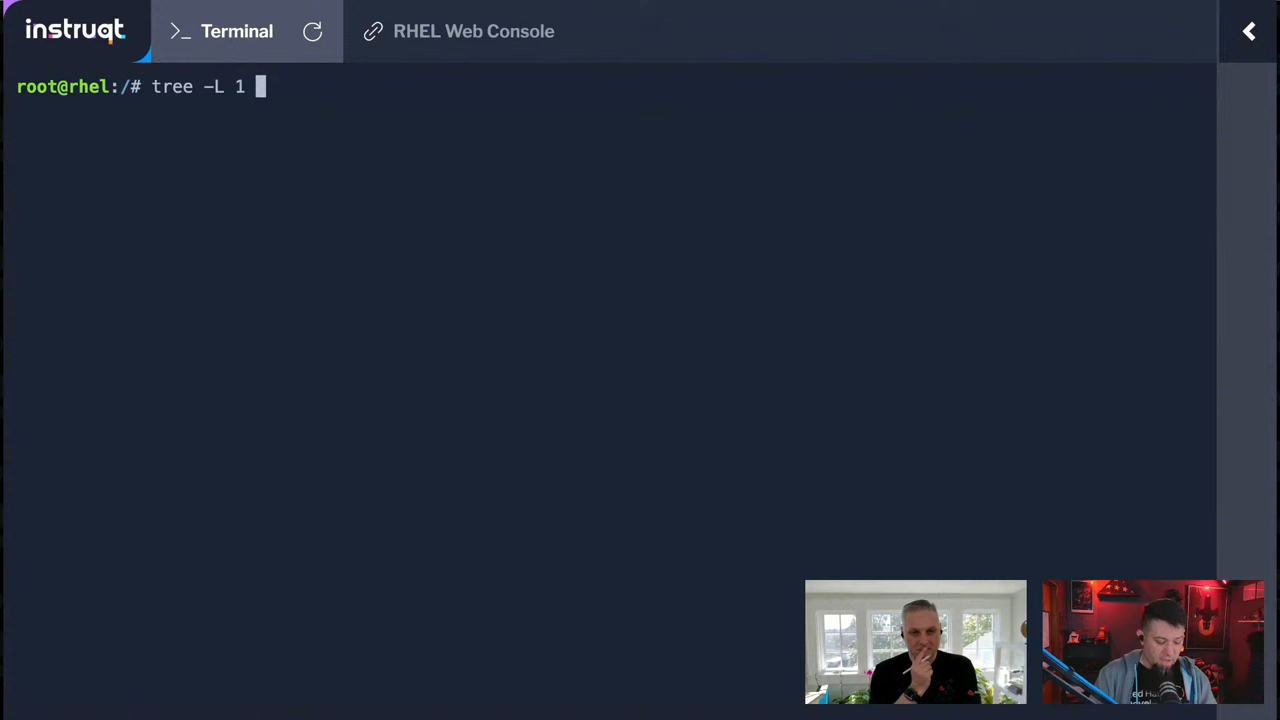 instruqt
>_ Terminal
RHEL Web Console
root@rhel:/# tree -L 1